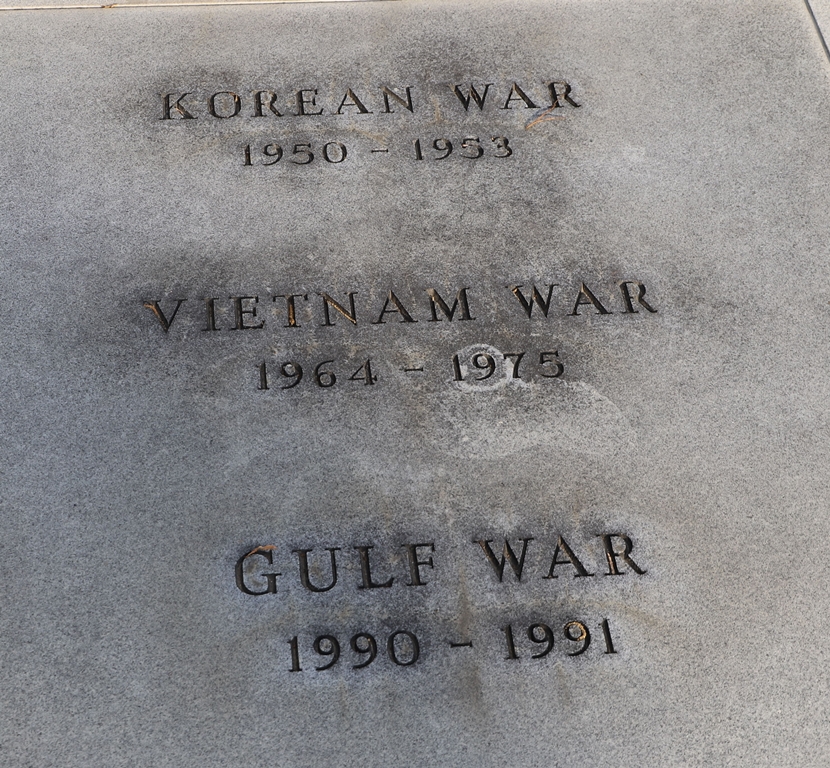 KOREAN WAR
1950 - 1953
VIETNAM WAR
1964 - 1975
GULF WAR
1990 - 1991